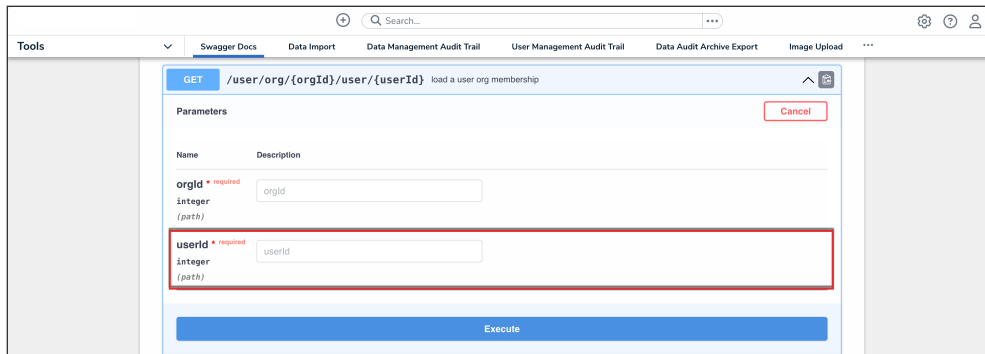 Search...
Tools Swagger Docs Data Import Data Management Audit Trail User Management Audit Trail Data Audit Archive Export Image Upload
GET /user/org/{orgId}/user/{userId} load a user org membership
Parameters Cancel
Name Description
orgId * required
orgId
integer
(path)
userId * required
userId
integer
(path)
Execute